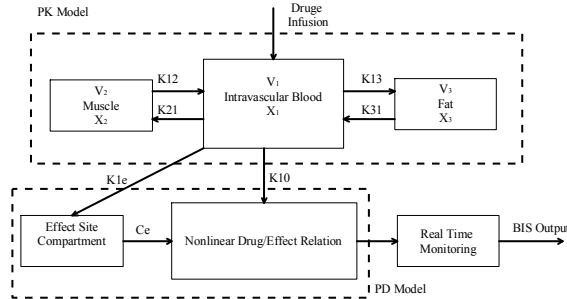 PK Model
Druge
Infusion
V2
Muscle
X2
K12
K21
V1
Intravascular Blood
X1
K13
K31
V3
Fat
X3
K1e
K10
Effect Site
Compartment
Ce
Nonlinear Drug/Effect Relation
Real Time
Monitoring
BIS Output
PD Model